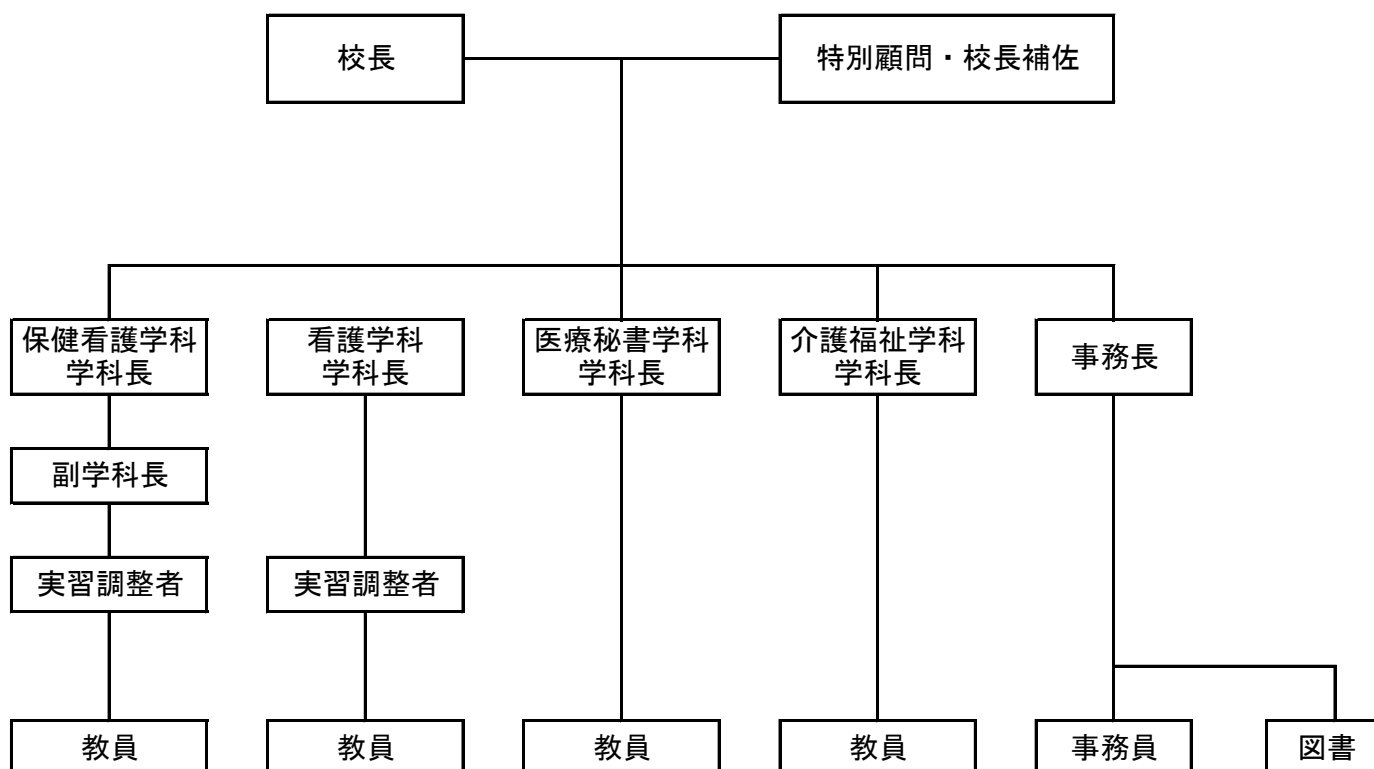 校長
特別顧問・校長補佐
保健看護学科
学科長
看護学科
学科長
医療秘書学科
学科長
介護福祉学科
学科長
事務長
副学科長
実習調整者
実習調整者
教員
教員
教員
教員
事務員
図書